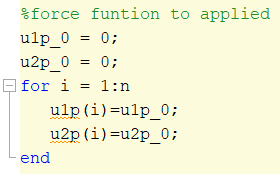 %force funtion to applied
u1p_0 = 0;
u2p_0 = 0;
for i = 1:n
u1p(i)=u1p_0;
u2p(i)=u2p_0;
end